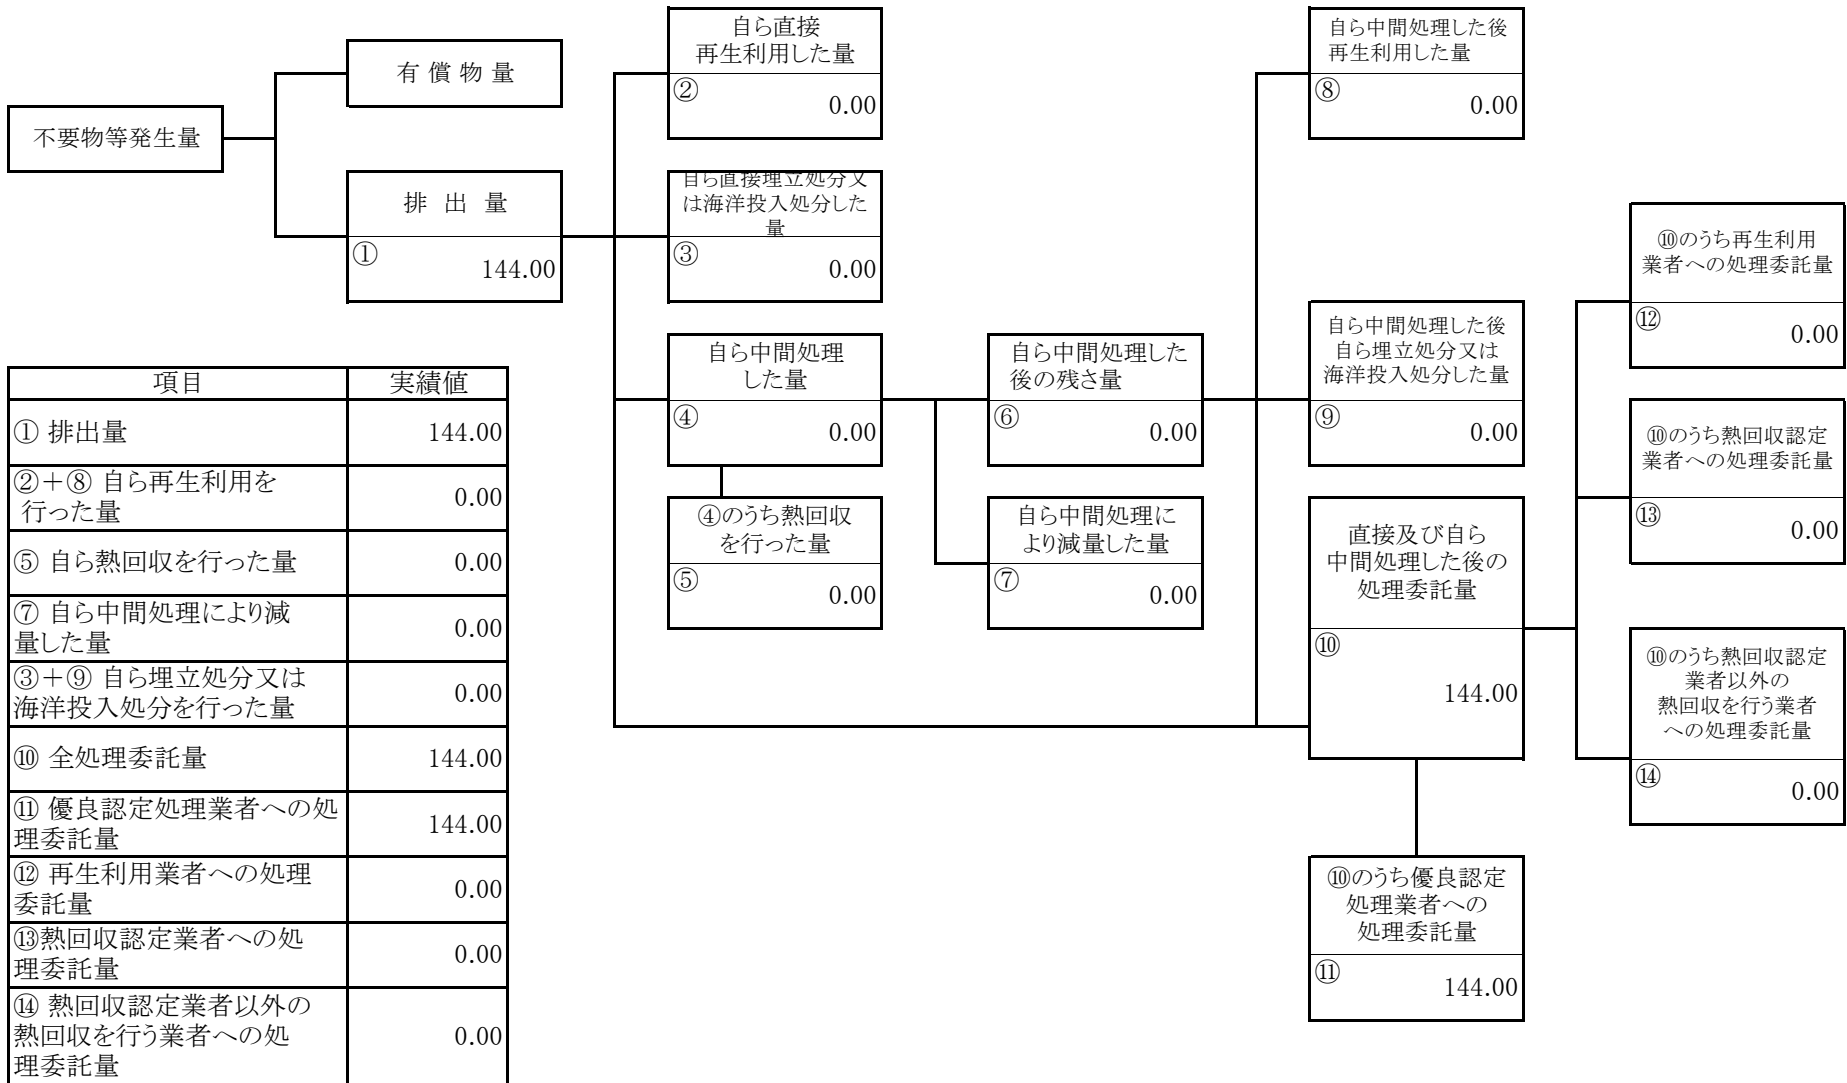 不要物等発生量
有償物量
排出量
①
144.00
自ら直接
再生利用した量
②
0.00
自ら直接埋立処分又
は海洋投入処分した
量
③
0.00
自ら中間処理
した量
④
0.00
④のうち熱回収
を行った量
⑤
0.00
自ら中間処理した
後の残さ量
⑥
0.00
自ら中間処理に
より減量した量
⑦
0.00
自ら中間処理した後
再生利用した量
⑧
0.00
自ら中間処理した後
自ら埋立処分又は
海洋投入処分した量
⑨
0.00
直接及び自ら
中間処理した後の
処理委託量
⑩
144.00
⑩のうち優良認定
処理業者への
処理委託量
⑪
144.00
⑩のうち再生利用
業者への処理委託量
⑫
0.00
⑩のうち熱回収認定
業者への処理委託量
⑬
0.00
⑩のうち熱回収認定
業者以外の
熱回収を行う業者
への処理委託量
⑭
0.00
項目 実績値
① 排出量 144.00
②＋⑧ 自ら再生利用を
行った量 0.00
⑤ 自ら熱回収を行った量 0.00
⑦ 自ら中間処理により減
量した量 0.00
③＋⑨ 自ら埋立処分又は
海洋投入処分を行った量 0.00
⑩ 全処理委託量 144.00
⑪ 優良認定処理業者への処
理委託量 144.00
⑫ 再生利用業者への処理
委託量 0.00
⑬熱回収認定業者への処
理委託量 0.00
⑭ 熱回収認定業者以外の
熱回収を行う業者への処
理委託量 0.00